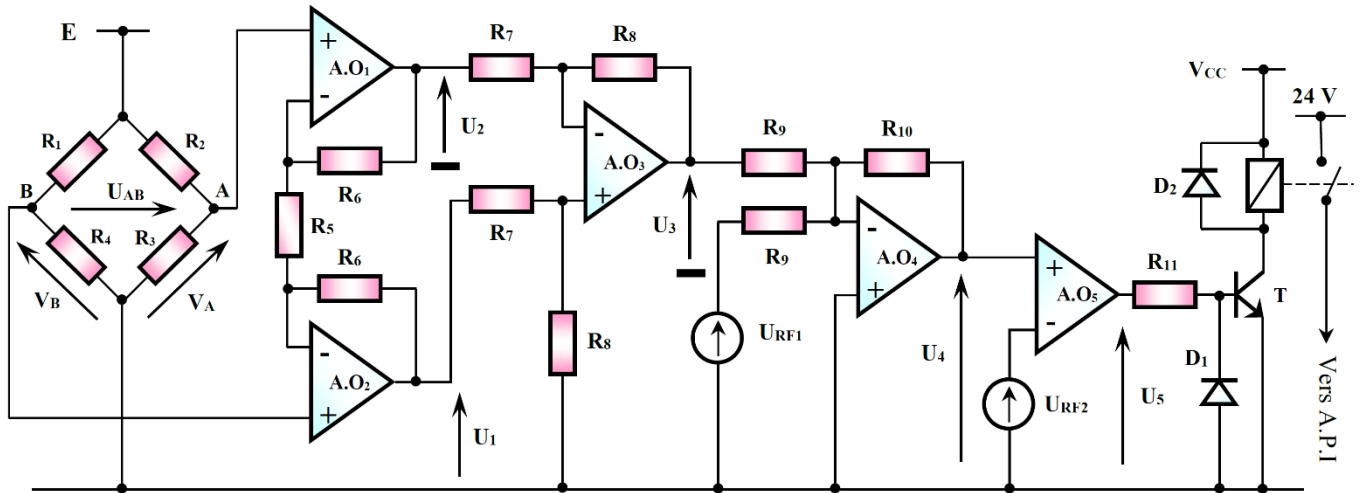 E
R1
R2
B
A
UAB
R4
R3
VB
VA
+
A.O1
-
R6
R5
R6
-
A.O2
+
U2
U1
R7
R8
R7
-
A.O3
+
R8
U3
R9
R10
R9
-
A.O4
+
URF1
U4
+
A.O5
-
URF2
R11
U5
D1
T
VCC
D2
24 V
Vers A.P.I